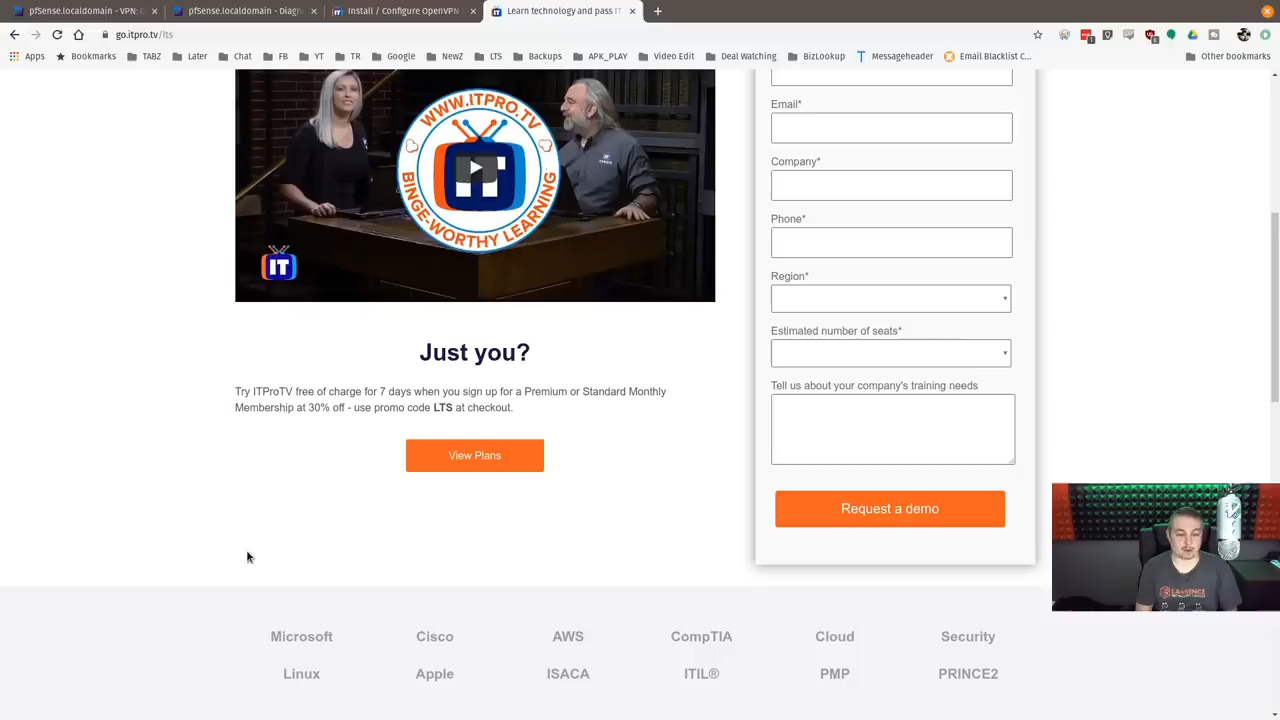 pfSense.localdomain - VPN: O
pfSense.localdomain - Diagn
Install / Configure OpenVPN
Learn technology and pass IT
go.itpro.tv/lts
Apps
Bookmarks
TABZ
Later
Chat
FB
YT
TR
Google
NewZ
LTS
Backups
APK_PLAY
Video Edit
Deal Watching
BizLookup
Messageheader
Email Blacklist C...
Other bookmarks
WWW.ITPRO.TV
IT
BINGE-WORTHY LEARNING
IT
Just you?
Try ITProTV free of charge for 7 days when you sign up for a Premium or Standard Monthly
Membership at 30% off - use promo code LTS at checkout.
View Plans
Email*
Company*
Phone*
Region*
Estimated number of seats*
Tell us about your company's training needs
Request a demo
LAWRENCE
Microsoft
Cisco
AWS
CompTIA
Cloud
Security
Linux
Apple
ISACA
ITIL®
PMP
PRINCE2